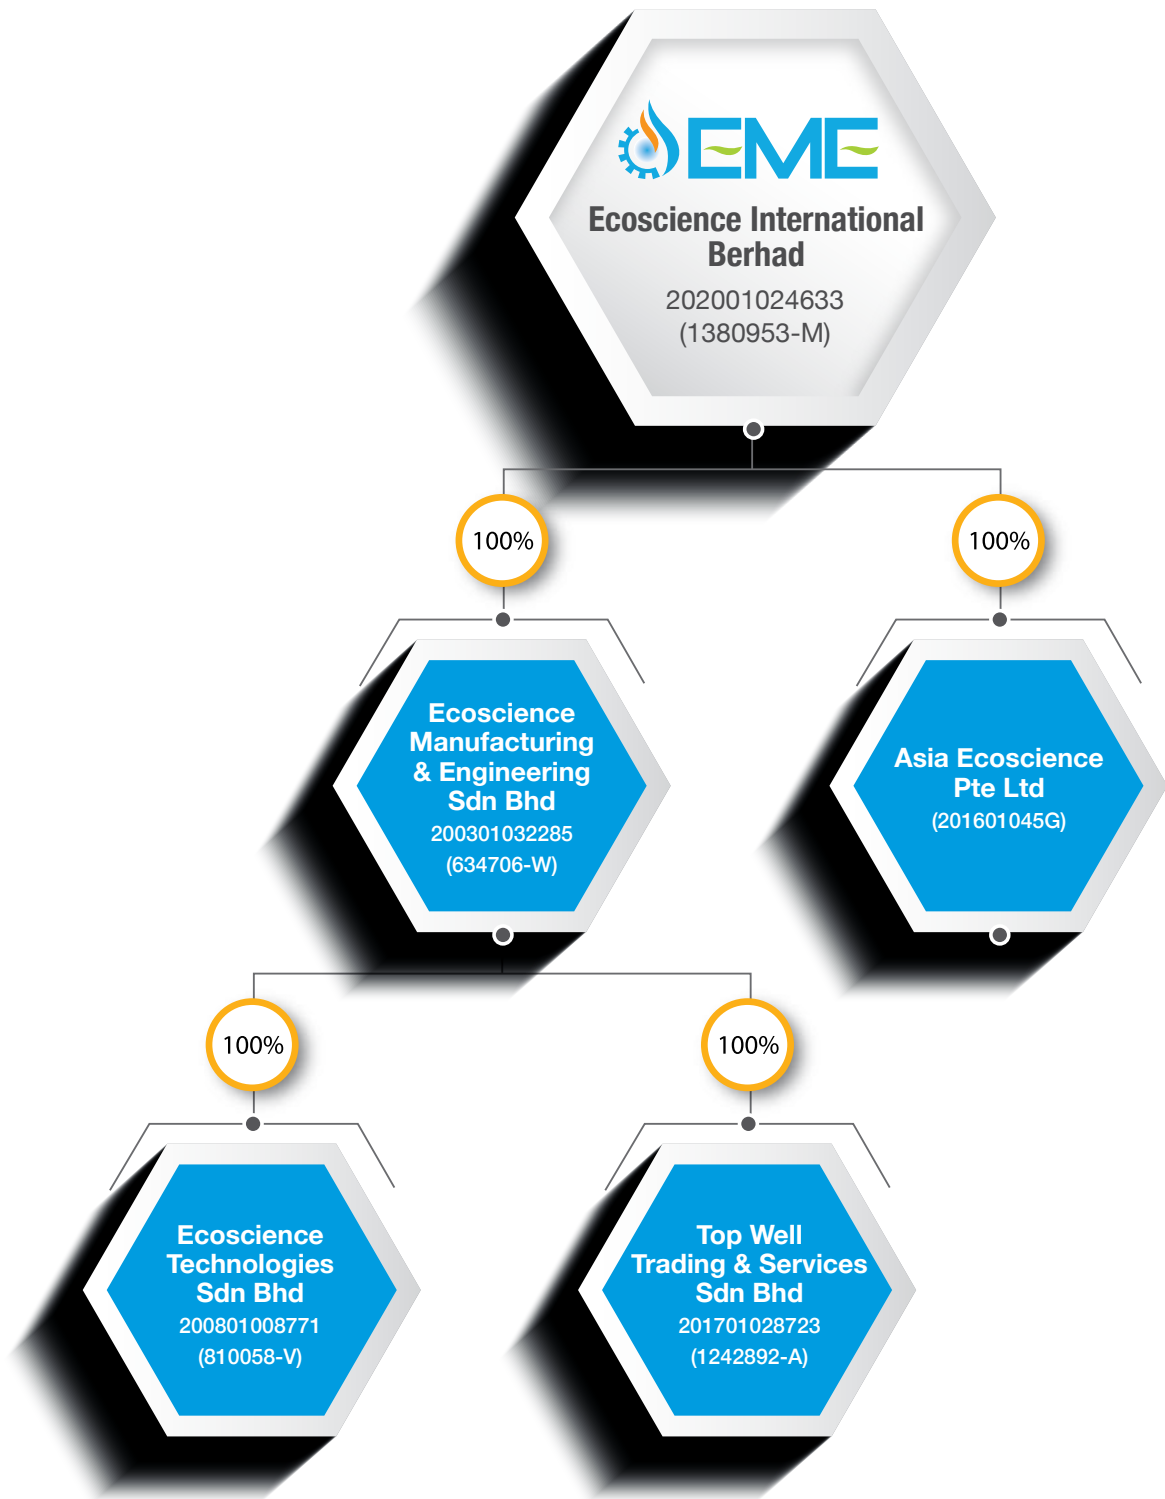 EME
Ecoscience International
Berhad
202001024633
(1380953-M)
100%
100%
Ecoscience
Manufacturing
& Engineering
Sdn Bhd
200301032285
(634706-W)
Asia Ecoscience
Pte Ltd
(201601045G)
100%
100%
Ecoscience
Technologies
Sdn Bhd
200801008771
(810058-V)
Top Well
Trading & Services
Sdn Bhd
201701028723
(1242892-A)